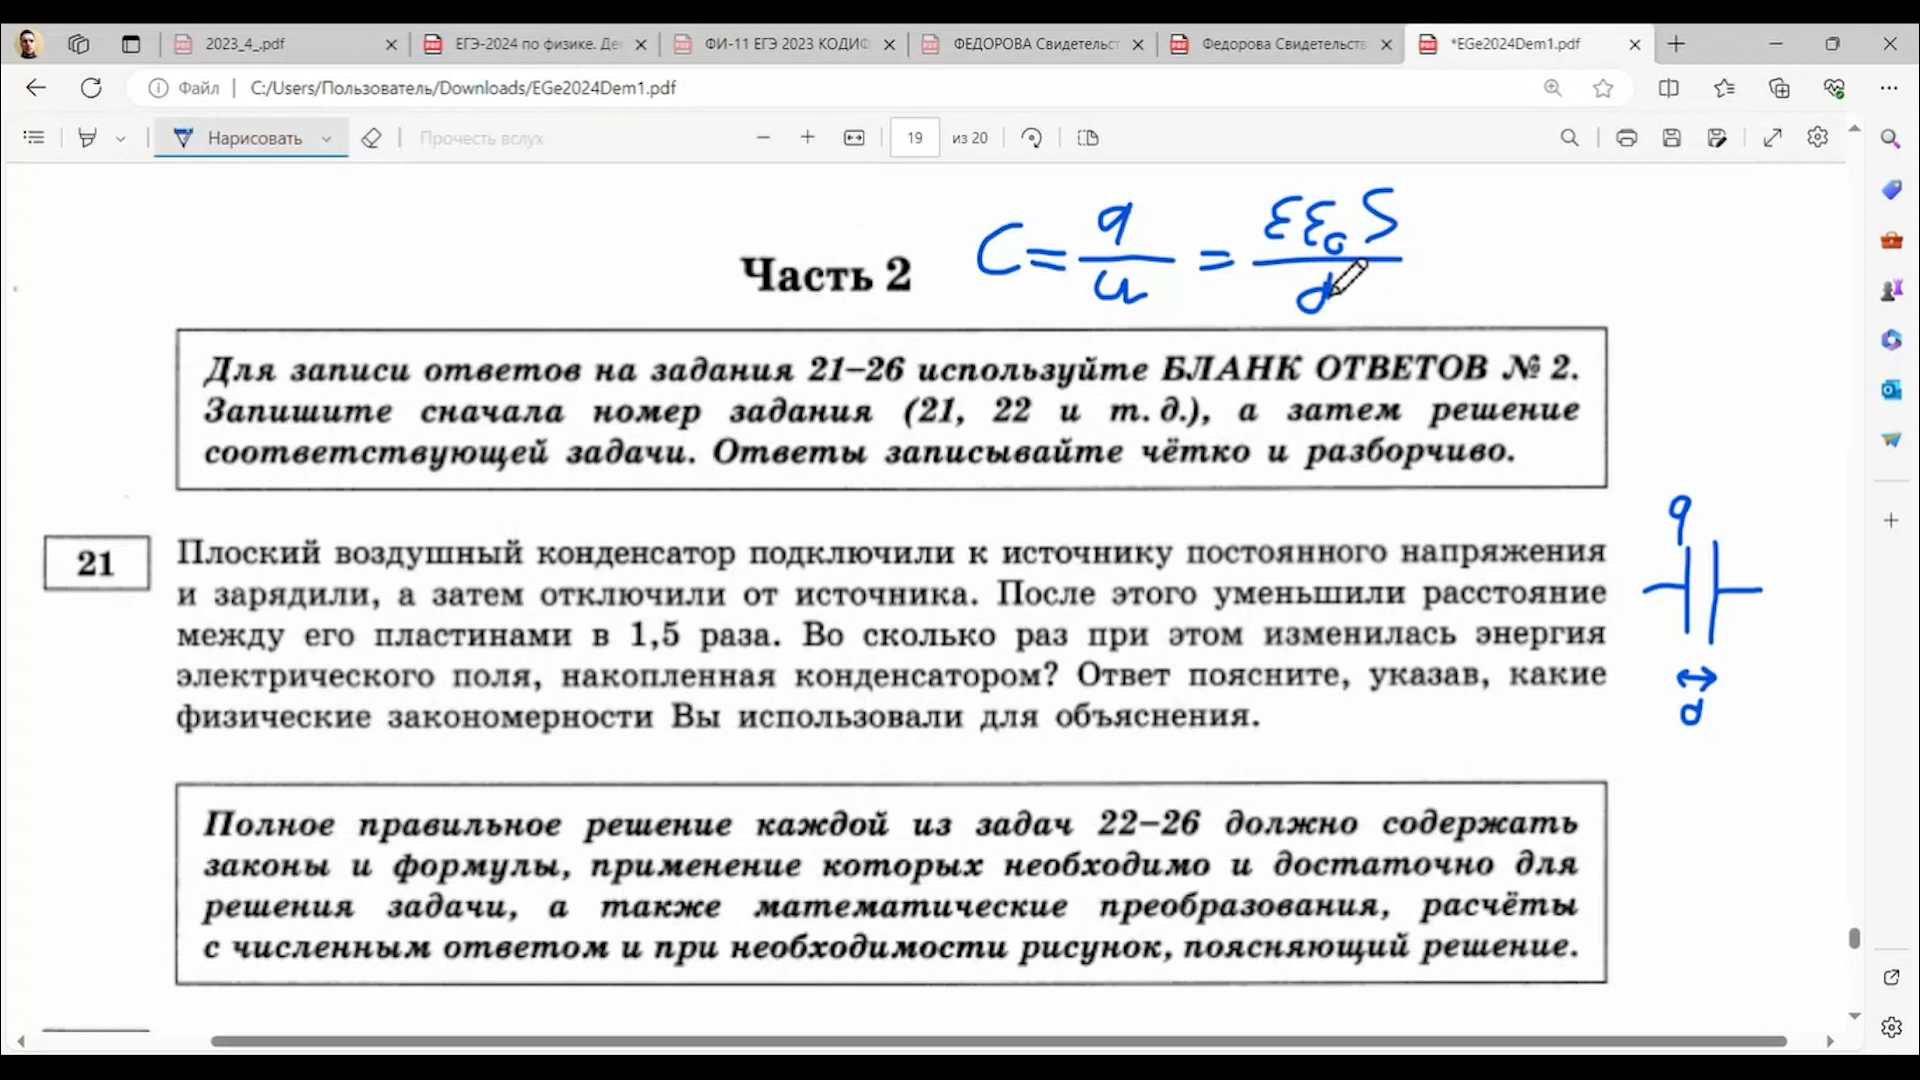 2023_4_.pdf
ЕГЭ-2024 по физике. Де
ФИ-11 ЕГЭ 2023 КОДИФ
ФЕДОРОВА Свидетельст
Федорова Свидетельств
*EGe2024Dem1.pdf
Файл
C:/Users/Пользователь/Downloads/EGe2024Dem1.pdf
Нарисовать
Прочесть вслух
19 из 20
C = q/u = εε₀S/d
Часть 2
Для записи ответов на задания 21–26 используйте БЛАНК ОТВЕТОВ № 2.
Запишите сначала номер задания (21, 22 и т. д.), а затем решение
соответствующей задачи. Ответы записывайте чётко и разборчиво.
21
Плоский воздушный конденсатор подключили к источнику постоянного напряжения
и зарядили, а затем отключили от источника. После этого уменьшили расстояние
между его пластинами в 1,5 раза. Во сколько раз при этом изменилась энергия
электрического поля, накопленная конденсатором? Ответ поясните, указав, какие
физические закономерности Вы использовали для объяснения.
q
d
Полное правильное решение каждой из задач 22–26 должно содержать
законы и формулы, применение которых необходимо и достаточно для
решения задачи, а также математические преобразования, расчёты
с численным ответом и при необходимости рисунок, поясняющий решение.